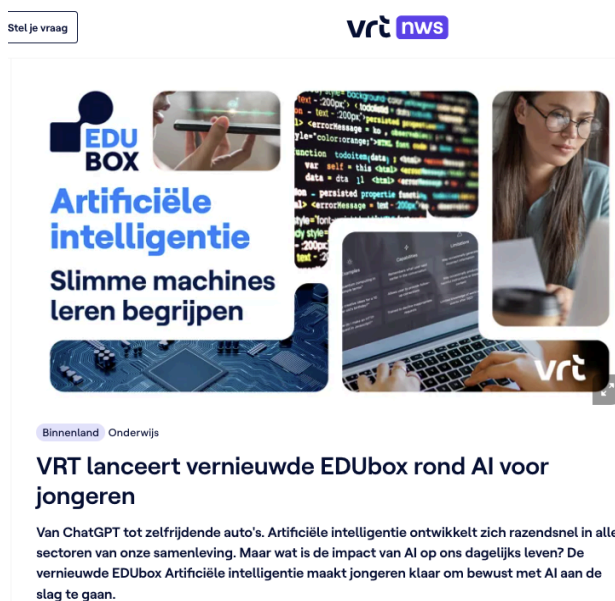 Stel je vraag
vrt nws
EDU
BOX
Artificiële
intelligentie
Slimme machines
leren begrijpen
vrt
Binnenland Onderwijs
VRT lanceert vernieuwde EDUbox rond AI voor
jongeren
Van ChatGPT tot zelfrijdende auto's. Artificiële intelligentie ontwikkelt zich razendsnel in alle
sectoren van onze samenleving. Maar wat is de impact van AI op ons dagelijks leven? De
vernieuwde EDUbox Artificiële intelligentie maakt jongeren klaar om bewust met AI aan de
slag te gaan.